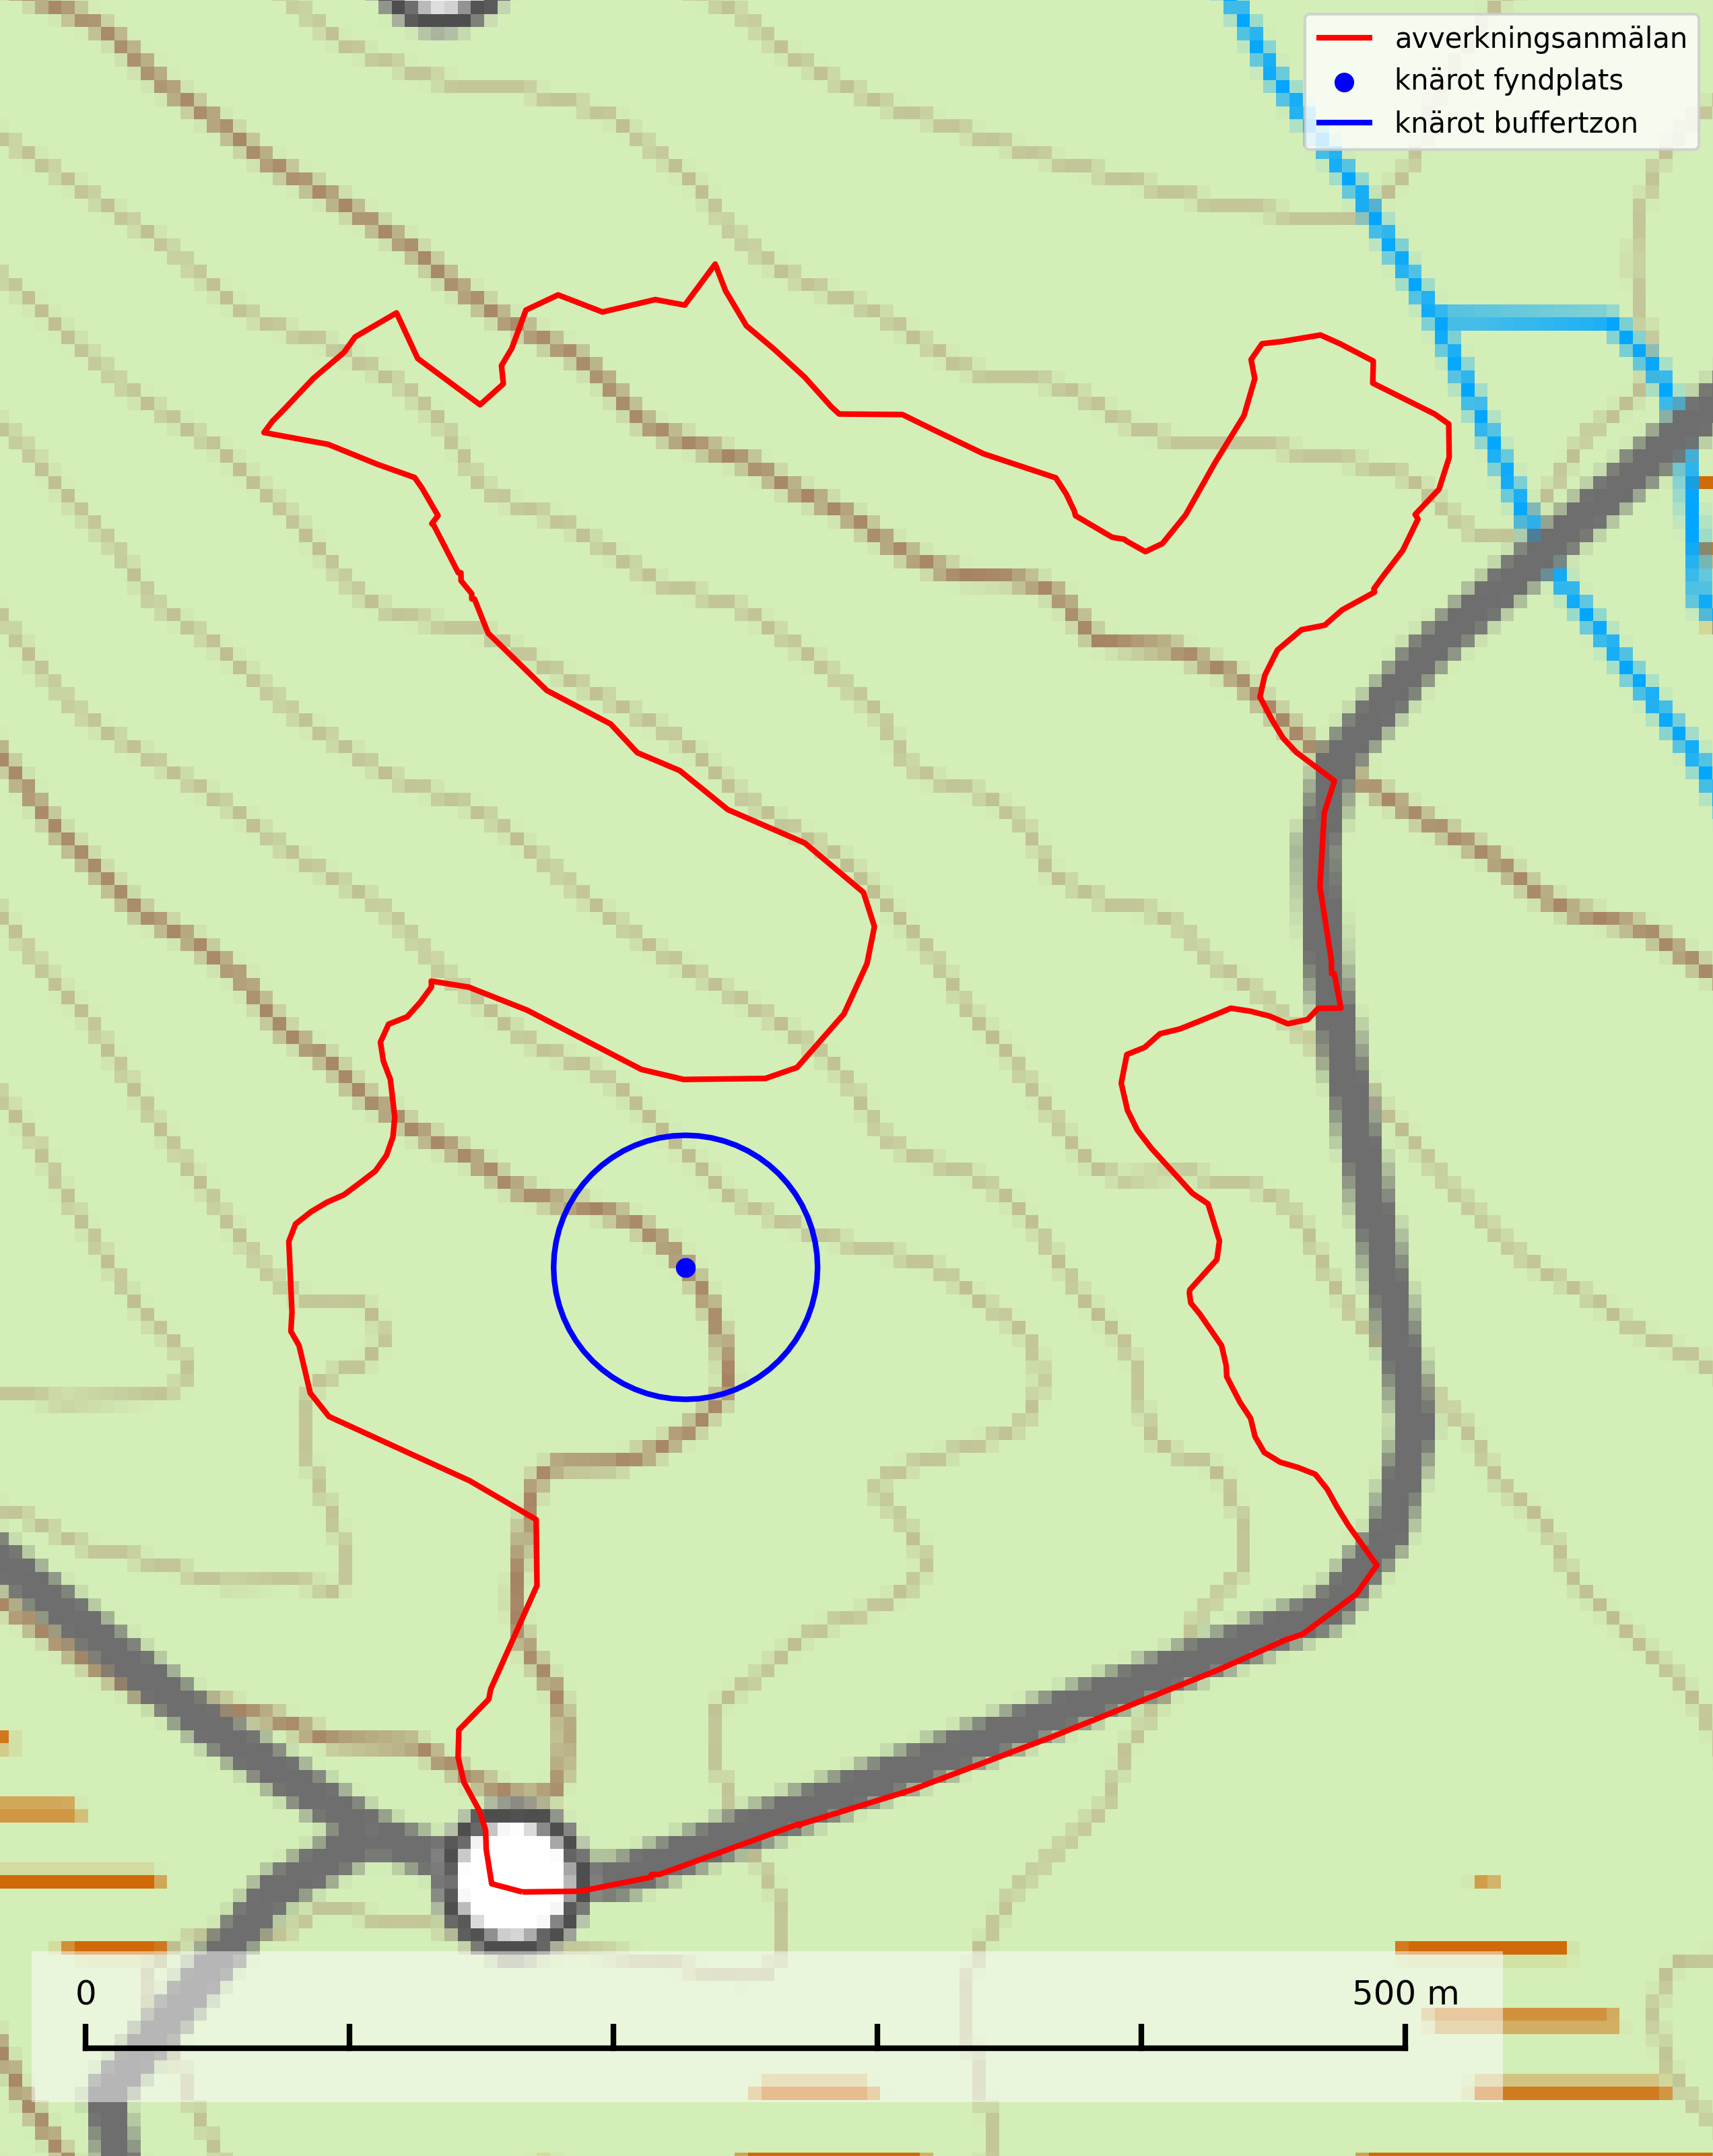 avverkningsanmälan
knärot fyndplats
knärot buffertzon
0
500 m